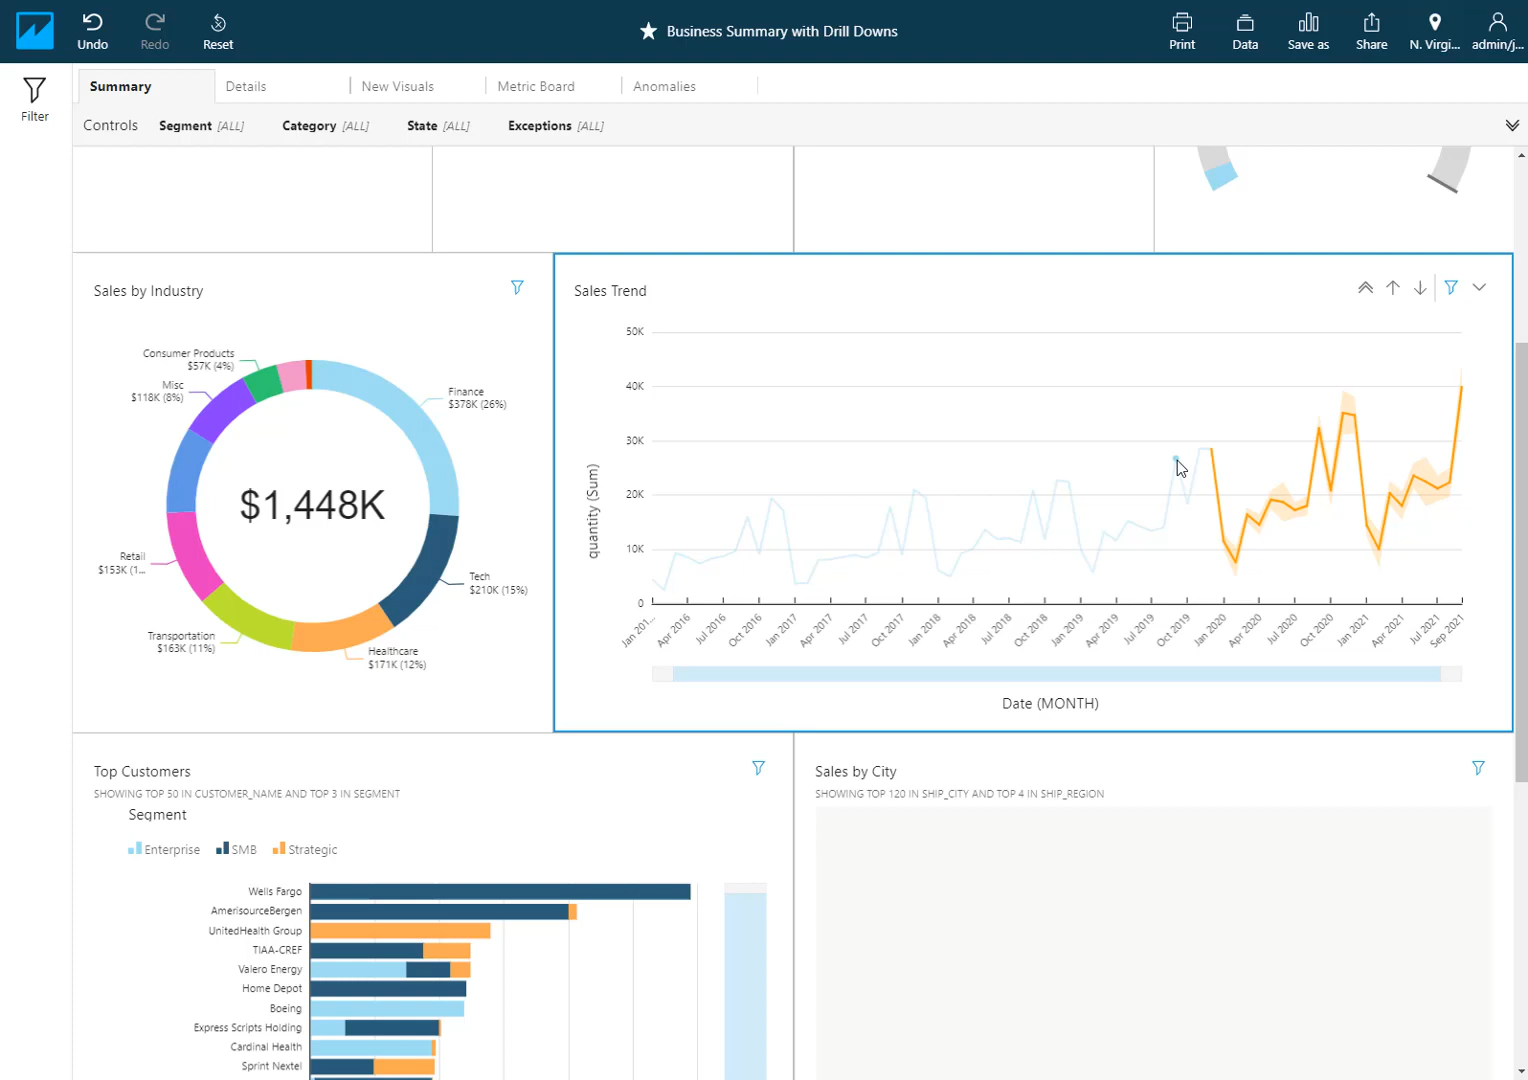 Undo
Redo
Reset
Business Summary with Drill Downs
Print
Data
Save as
Share
N. Virgi...
admin/j...
Filter
Summary
Details
New Visuals
Metric Board
Anomalies
Controls
Segment [ALL]
Category [ALL]
State [ALL]
Exceptions [ALL]
Sales by Industry
Consumer Products
$57K (4%)
Misc
$118K (8%)
Finance
$378K (26%)
$1,448K
Retail
$153K (1...
Tech
$210K (15%)
Transportation
$163K (11%)
Healthcare
$171K (12%)
Sales Trend
50K
40K
30K
20K
10K
0
quantity (Sum)
Jan 201...
Apr 2016
Jul 2016
Oct 2016
Jan 2017
Apr 2017
Jul 2017
Oct 2017
Jan 2018
Apr 2018
Jul 2018
Oct 2018
Jan 2019
Apr 2019
Jul 2019
Oct 2019
Jan 2020
Apr 2020
Jul 2020
Oct 2020
Jan 2021
Apr 2021
Jul 2021
Sep 2021
Date (MONTH)
Top Customers
SHOWING TOP 50 IN CUSTOMER_NAME AND TOP 3 IN SEGMENT
Segment
Enterprise
SMB
Strategic
Wells Fargo
AmerisourceBergen
UnitedHealth Group
TIAA-CREF
Valero Energy
Home Depot
Boeing
Express Scripts Holding
Cardinal Health
Sprint Nextel
Sales by City
SHOWING TOP 120 IN SHIP_CITY AND TOP 4 IN SHIP_REGION